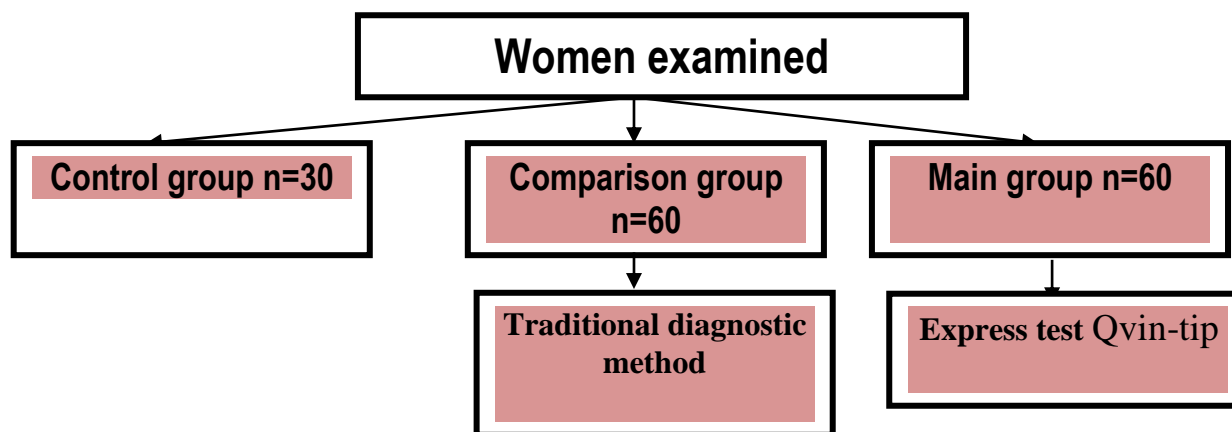 Women examined
Control group n=30
Comparison group
n=60
Main group n=60
Traditional diagnostic
method
Express test Qvin-tip